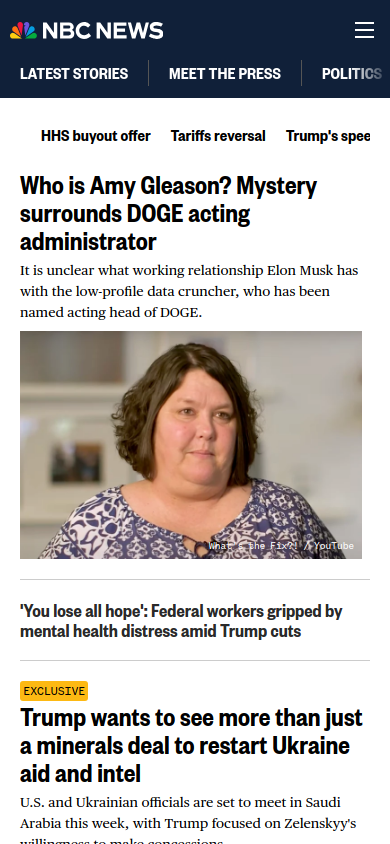 NBC NEWS
LATEST STORIES
MEET THE PRESS
POLITICS
HHS buyout offer
Tariffs reversal
Trump's spee
Who is Amy Gleason? Mystery
surrounds DOGE acting
administrator
It is unclear what working relationship Elon Musk has
with the low-profile data cruncher, who has been
named acting head of DOGE.
What's the Fix?! / YouTube
'You lose all hope': Federal workers gripped by
mental health distress amid Trump cuts
EXCLUSIVE
Trump wants to see more than just
a minerals deal to restart Ukraine
aid and intel
U.S. and Ukrainian officials are set to meet in Saudi
Arabia this week, with Trump focused on Zelenskyy's
willingness to make concessions